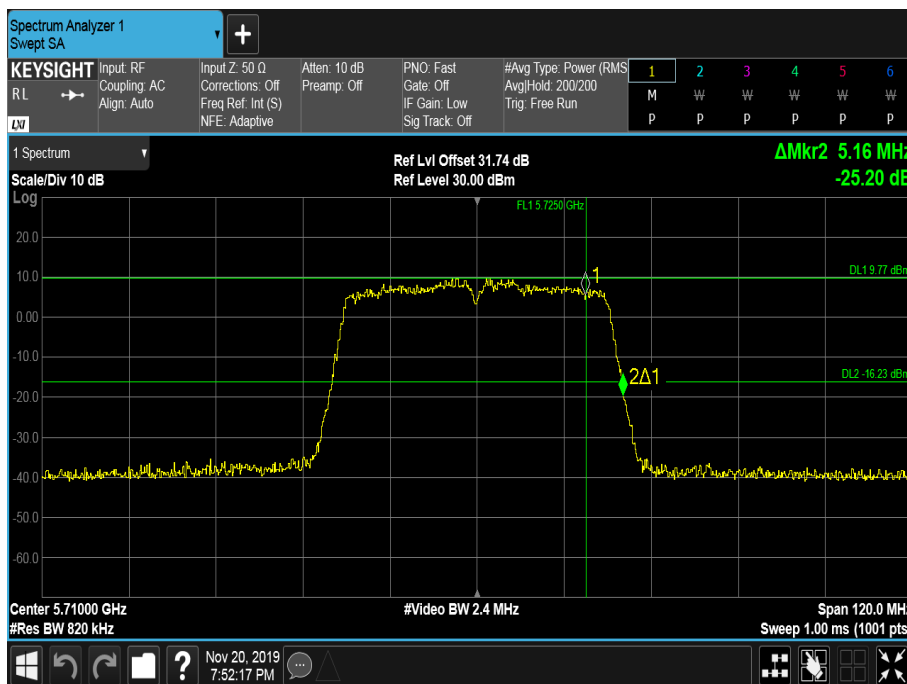 Spectrum Analyzer 1
Swept SA
+
KEYSIGHT Input: RF Input Z: 50 Ω Atten: 10 dB PNO: Fast #Avg Type: Power (RMS 1 2 3 4 5 6
RL Coupling: AC Corrections: Off Preamp: Off Gate: Off Avg|Hold: 200/200 M W W W W W
Align: Auto Freq Ref: Int (S) IF Gain: Low Trig: Free Run
LXI NFE: Adaptive Sig Track: Off P P P P P P
1 Spectrum Ref Lvl Offset 31.74 dB ΔMkr2 5.16 MHz
Scale/Div 10 dB Ref Level 30.00 dBm -25.20 dB
Log
FL1 5.7250 GHz
20.0
DL1 9.77 dBm
10.0
1
0.00
-10.0
2Δ1
DL2 -16.23 dBm
-20.0
-30.0
-40.0
-50.0
-60.0
Center 5.71000 GHz #Video BW 2.4 MHz Span 120.0 MHz
#Res BW 820 kHz Sweep 1.00 ms (1001 pts
? Nov 20, 2019
7:52:17 PM